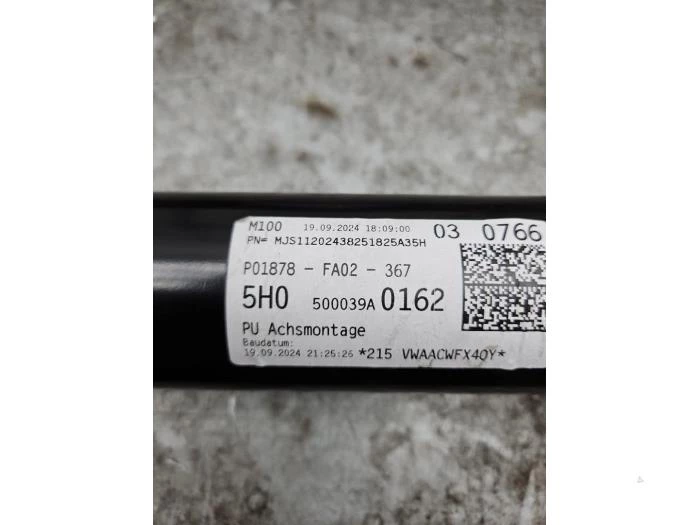 M100 19.09.2024 18:09:00 03 0766
PN= MJS11202438251825A35H
P01878 - FA02 - 367
5H0 500039A 0162
PU Achsmontage
Baudatum:
19.09.2024 21:25:26 *215 VWAACWFX4QY*